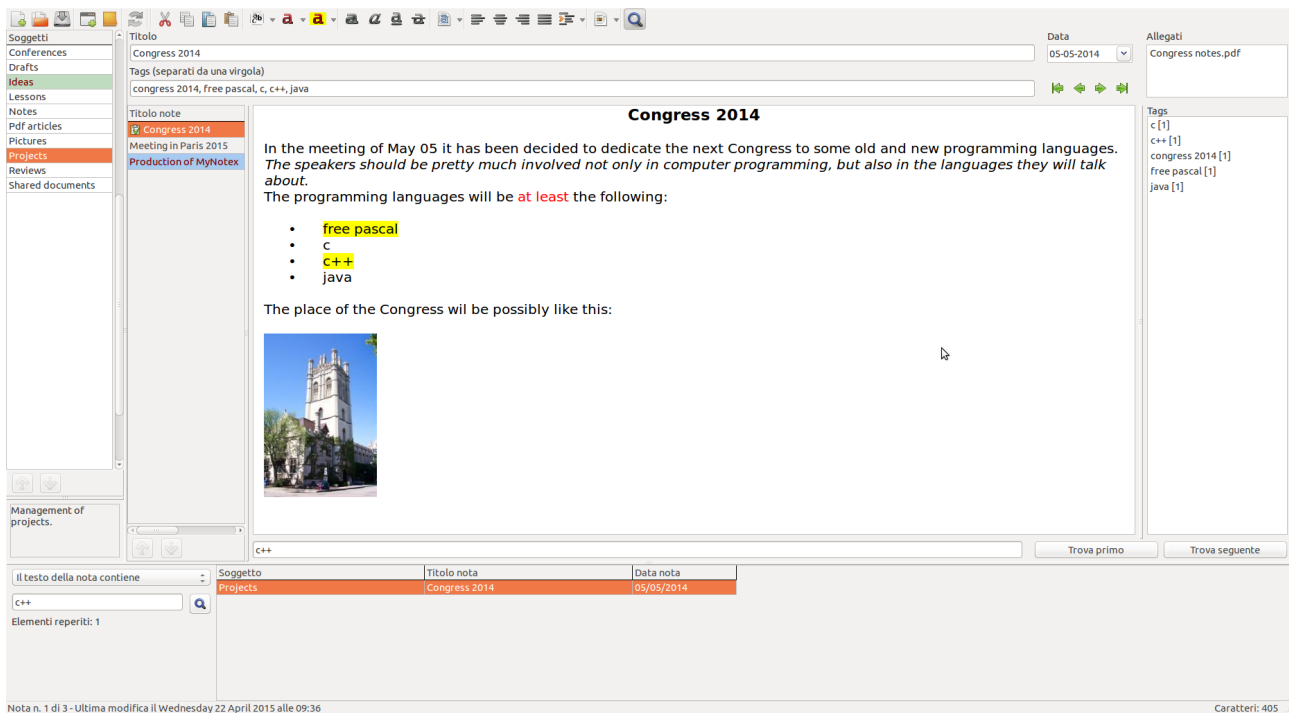 Soggetti
Conferences
Drafts
Ideas
Lessons
Notes
Pdf articles
Pictures
Projects
Reviews
Shared documents
Management of
projects.
Titolo
Congress 2014
Tags (separati da una virgola)
congress 2014, free pascal, c, c++, java
Data
05-05-2014
Allegati
Congress notes.pdf
Titolo note
Congress 2014
Meeting in Paris 2015
Production of MyNotex
Congress 2014
In the meeting of May 05 it has been decided to dedicate the next Congress to some old and new programming languages.
The speakers should be pretty much involved not only in computer programming, but also in the languages they will talk
about.
The programming languages will be at least the following:
• free pascal
• c
• c++
• java
The place of the Congress wil be possibly like this:
Tags
c [1]
c++ [1]
congress 2014 [1]
free pascal [1]
java [1]
c++
Trova primo
Trova seguente
Il testo della nota contiene
c++
Elementi reperiti: 1
Soggetto Titolo nota Data nota
Projects Congress 2014 05/05/2014
Nota n. 1 di 3 - Ultima modifica il Wednesday 22 April 2015 alle 09:36
Caratteri: 405